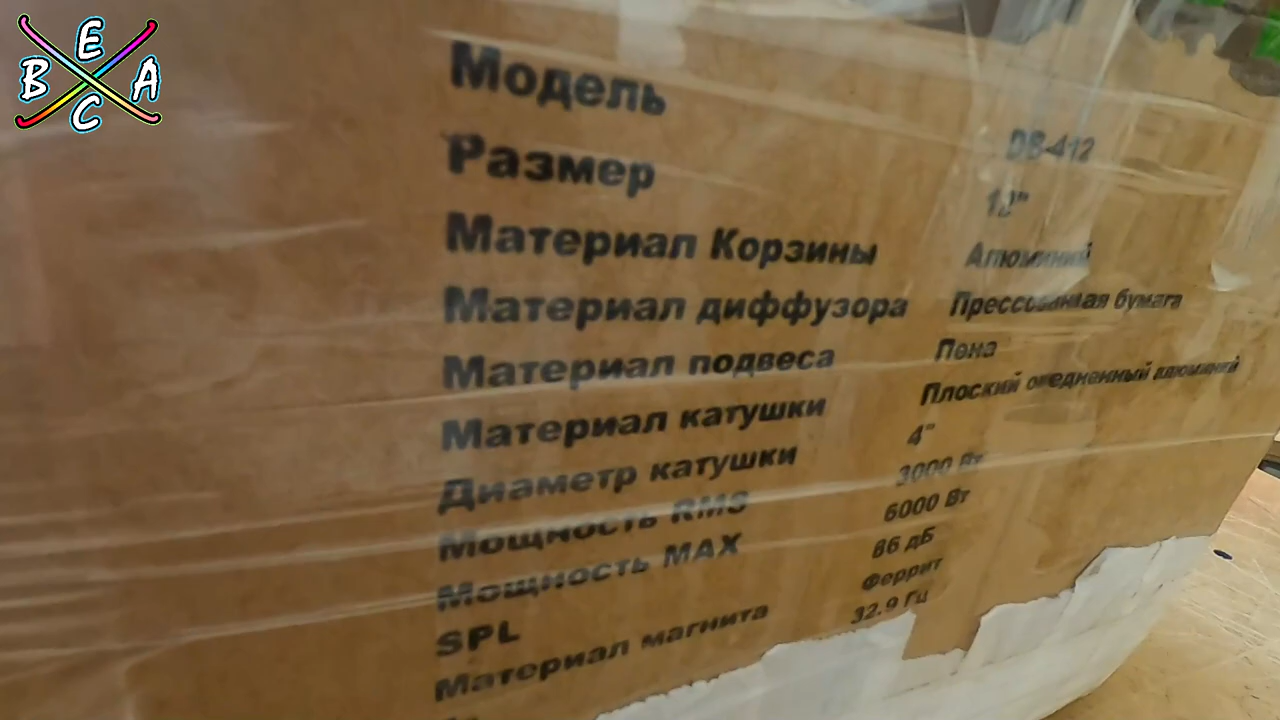 E
B A
C
Модель DB-412
Размер 12"
Материал Корзины Алюминий
Материал диффузора Прессованная бумага
Материал подвеса Пена
Материал катушки Плоский омедненный алюминий
Диаметр катушки 4"
Мощность RMS 3000 Вт
Мощность MAX 6000 Вт
SPL 86 дБ
Материал магнита Феррит
32.9 Гц